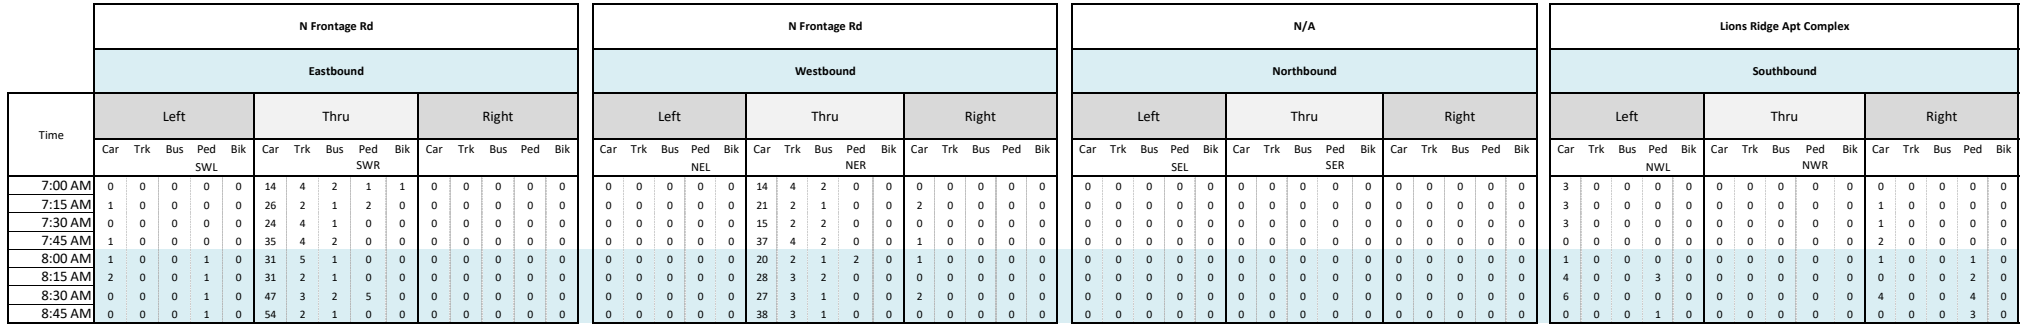 N Frontage Rd N Frontage Rd N/A Lions Ridge Apt Complex
Eastbound Westbound Northbound Southbound
Time Left Thru Right Left Thru Right Left Thru Right Left Thru Right
Car Trk Bus Ped Bik Car Trk Bus Ped Bik Car Trk Bus Ped Bik Car Trk Bus Ped Bik Car Trk Bus Ped Bik Car Trk Bus Ped Bik Car Trk Bus Ped Bik Car Trk Bus Ped Bik Car Trk Bus Ped Bik Car Trk Bus Ped Bik Car Trk Bus Ped Bik Car Trk Bus Ped Bik
SWL SWR NEL NER SEL SER NWL NWR
7:00 AM 0 0 0 0 0 14 4 2 1 1 0 0 0 0 0 0 0 0 0 0 14 4 2 0 0 0 0 0 0 0 0 0 0 0 0 0 0 0 0 0 0 0 0 0 0 3 0 0 0 0 0 0 0 0 0 0 0 0 0 0
7:15 AM 1 0 0 0 0 26 2 1 2 0 0 0 0 0 0 0 0 0 0 0 21 2 1 0 0 2 0 0 0 0 0 0 0 0 0 0 0 0 0 0 0 0 0 0 0 3 0 0 0 0 0 0 0 0 0 1 0 0 0 0
7:30 AM 0 0 0 0 0 24 4 1 0 0 0 0 0 0 0 0 0 0 0 0 15 2 2 0 0 0 0 0 0 0 0 0 0 0 0 0 0 0 0 0 0 0 0 0 0 3 0 0 0 0 0 0 0 0 0 1 0 0 0 0
7:45 AM 1 0 0 0 0 35 4 2 0 0 0 0 0 0 0 0 0 0 0 0 37 4 2 0 0 1 0 0 0 0 0 0 0 0 0 0 0 0 0 0 0 0 0 0 0 0 0 0 0 0 0 0 0 0 0 2 0 0 0 0
8:00 AM 1 0 0 1 0 31 5 1 0 0 0 0 0 0 0 0 0 0 0 0 20 2 1 2 0 1 0 0 0 0 0 0 0 0 0 0 0 0 0 0 0 0 0 0 0 1 0 0 0 0 0 0 0 0 0 1 0 0 1 0
8:15 AM 2 0 0 1 0 31 2 1 0 0 0 0 0 0 0 0 0 0 0 0 28 3 2 0 0 0 0 0 0 0 0 0 0 0 0 0 0 0 0 0 0 0 0 0 0 4 0 0 3 0 0 0 0 0 0 0 0 0 2 0
8:30 AM 0 0 0 1 0 47 3 2 5 0 0 0 0 0 0 0 0 0 0 0 27 3 1 0 0 2 0 0 0 0 0 0 0 0 0 0 0 0 0 0 0 0 0 0 0 6 0 0 0 0 0 0 0 0 0 4 0 0 4 0
8:45 AM 0 0 0 1 0 54 2 1 0 0 0 0 0 0 0 0 0 0 0 0 38 3 1 0 0 0 0 0 0 0 0 0 0 0 0 0 0 0 0 0 0 0 0 0 0 0 0 0 1 0 0 0 0 0 0 0 0 0 3 0